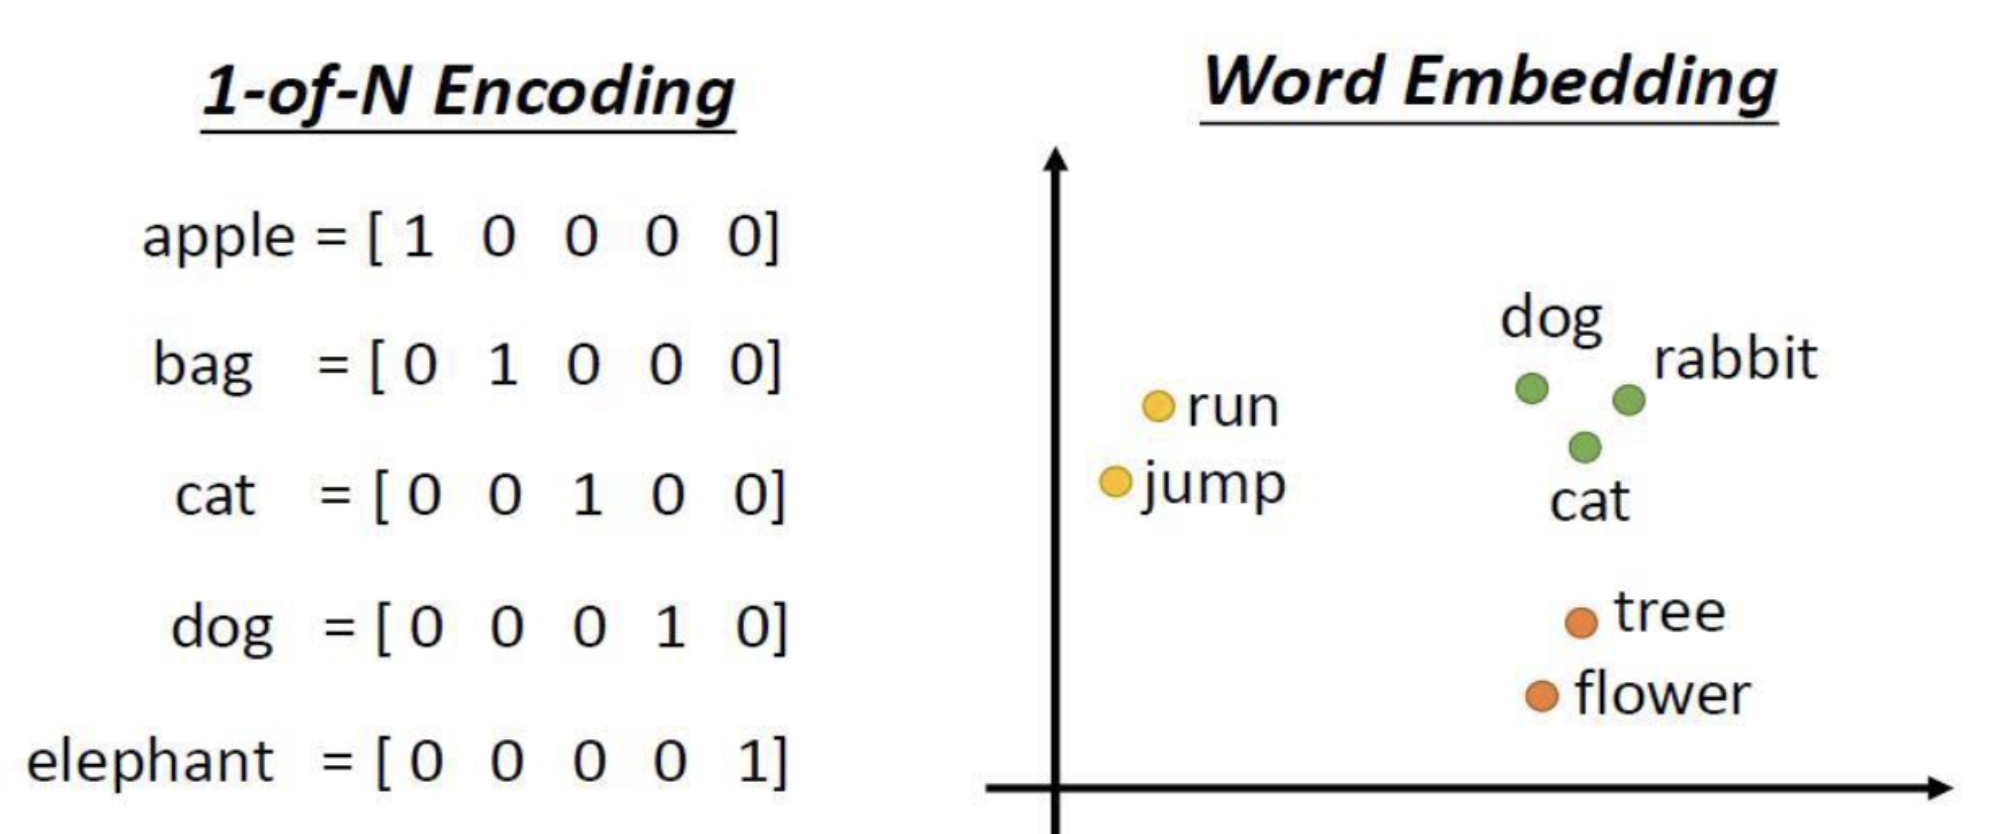 1-of-N Encoding
apple = [ 1 0 0 0 0]
bag = [ 0 1 0 0 0]
cat = [ 0 0 1 0 0]
dog = [ 0 0 0 1 0]
elephant = [ 0 0 0 0 1]
Word Embedding
dog
rabbit
run
jump
cat
tree
flower